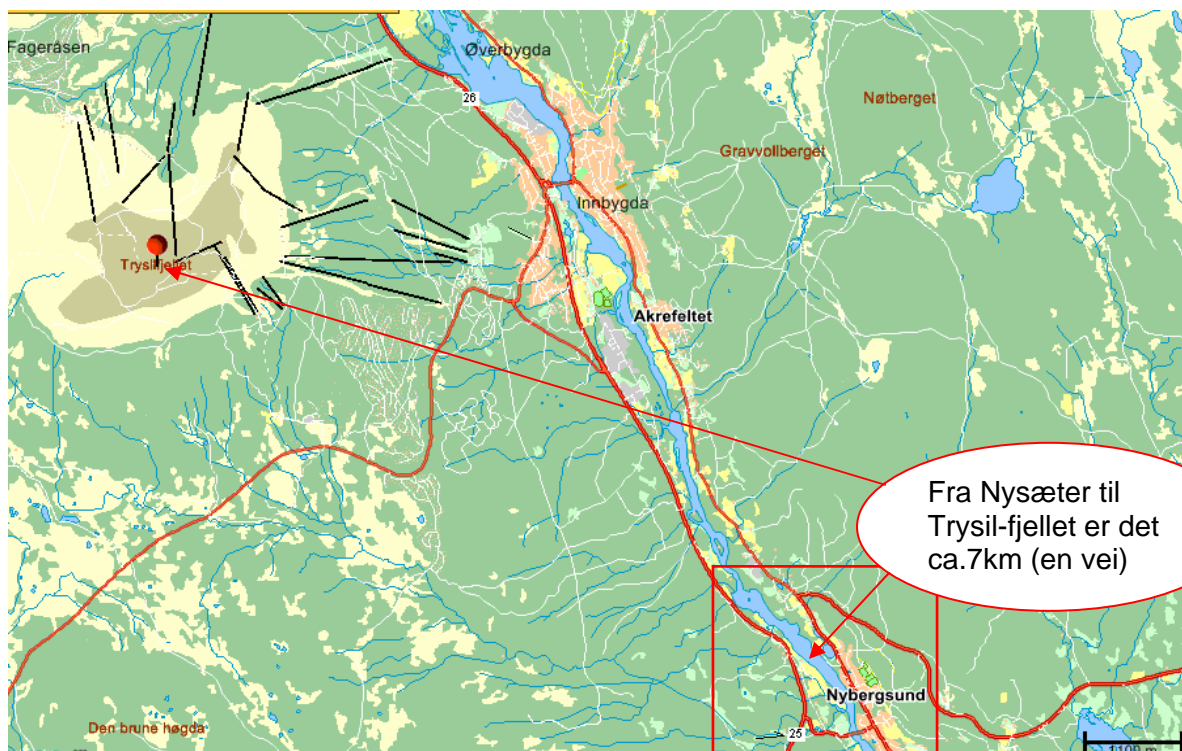 Fageråsen
Øverbygda
26
Nøtberget
Gravvollberget
Innbygda
Trysilfjellet
Akrefeltet
Fra Nysæter til
Trysil-fjellet er det
ca.7km (en vei)
Nybergsund
Den brune høgda
25
1100 m